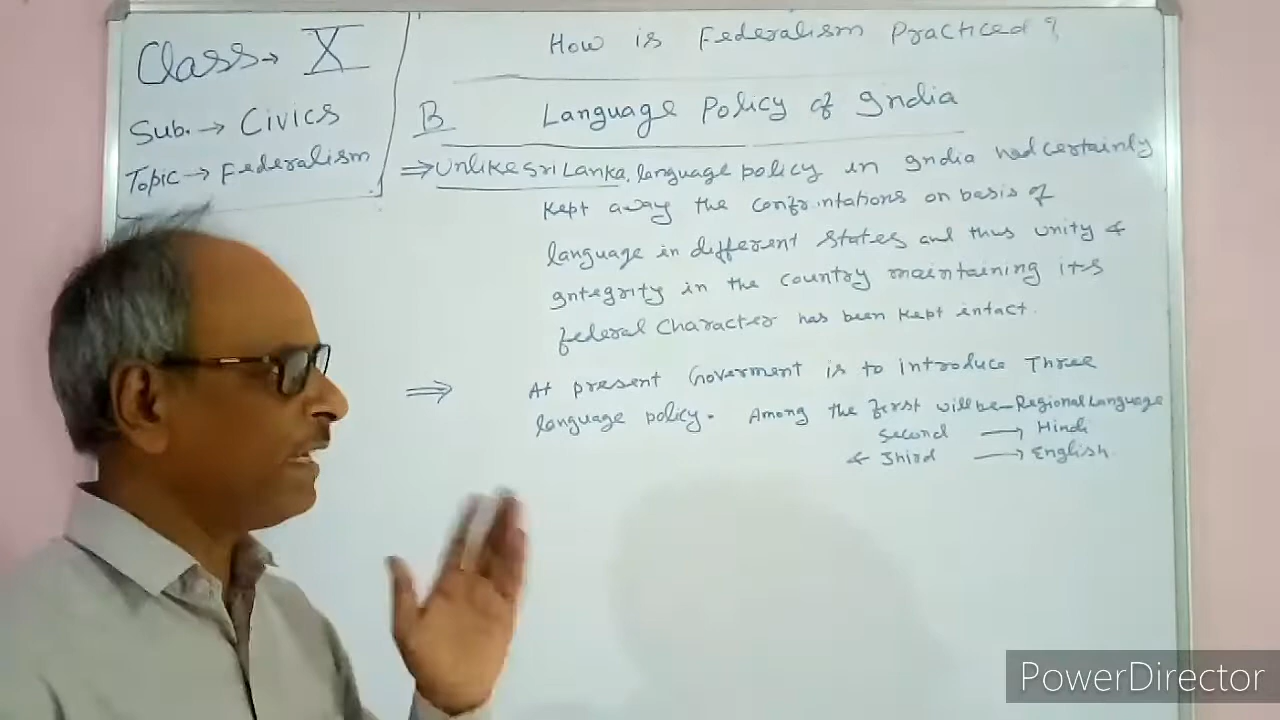 Class → X
Sub. → Civics
Topic → Federalism
How is Federalism Practiced?
B Language Policy of India
⇒ Unlike Sri Lanka, language policy in India had certainly
kept away the confrintations on basis of
language in different states and thus unity &
Integrity in the country maintaining its
federal character has been kept intact.
⇒ At present Goverment is to introduce Three
language policy. Among the first will be - Regional Language
Second → Hindi
& Third → English.
PowerDirector